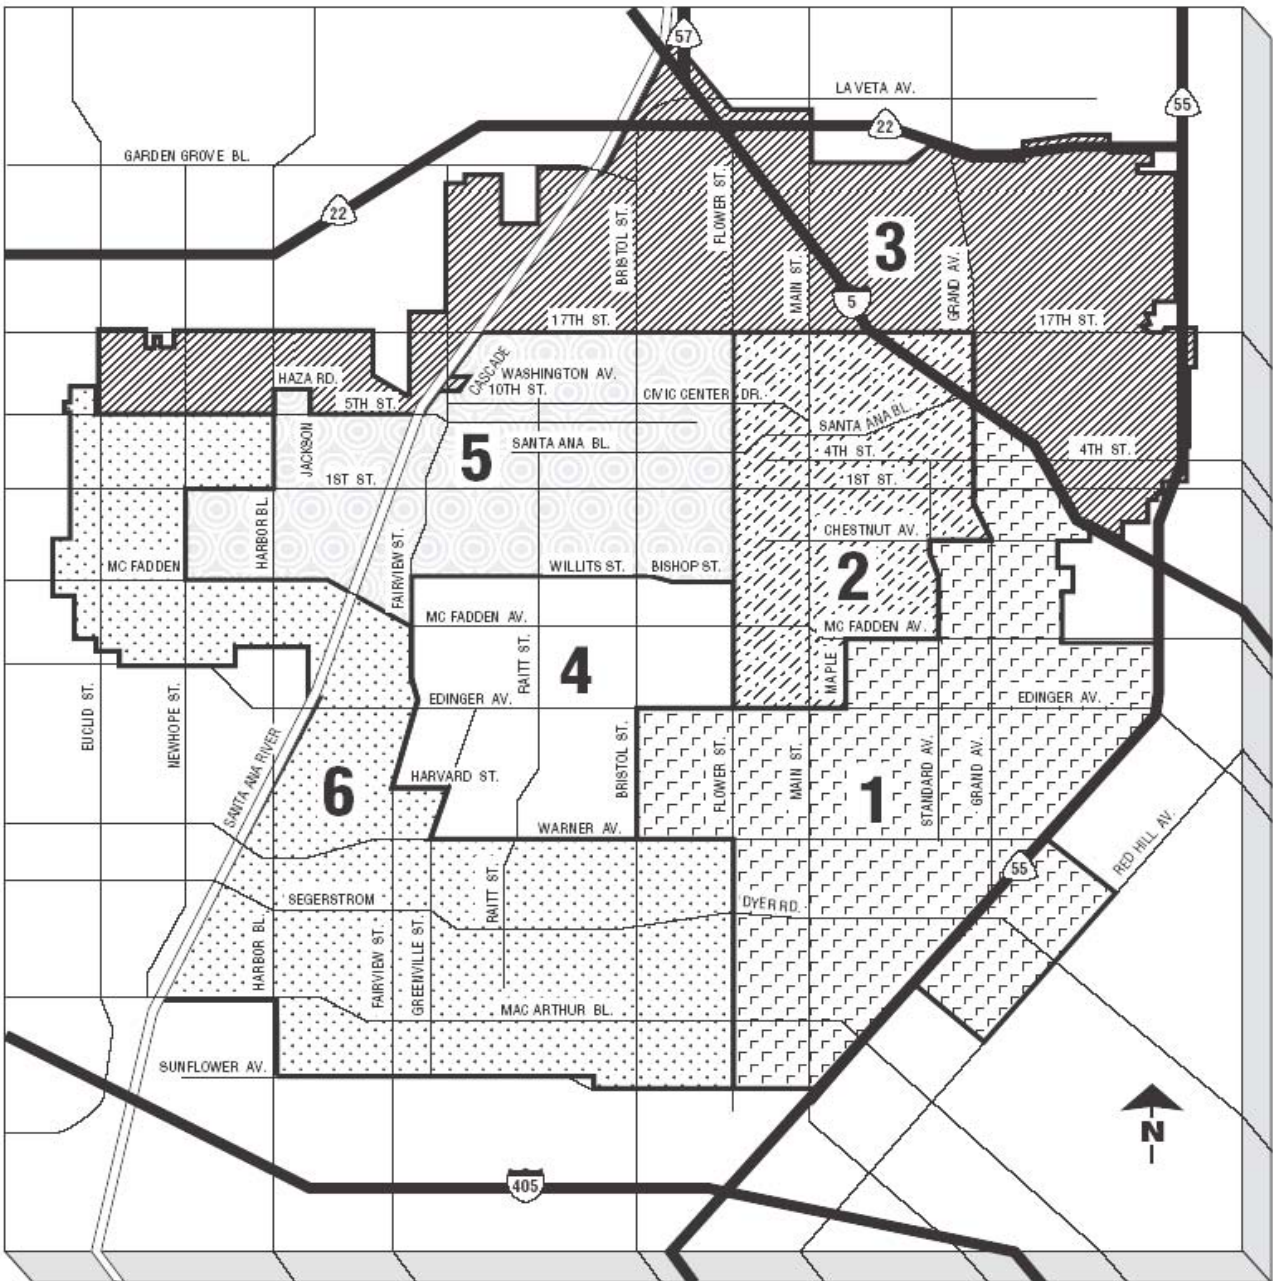 57
LA VETA AV.
55
22
GARDEN GROVE BL.
22
BRISTOL ST.
FLOWER ST.
3
MAIN ST.
GRAND AV.
5
17TH ST.
17TH ST.
HAZARD.
CASCADE
WASHINGTON AV.
10TH ST.
CIVIC CENTER DR.
5TH ST.
SANTA ANA BL.
JACKSON
5
SANTA ANA BL.
4TH ST.
4TH ST.
1ST ST.
1ST ST.
HARBOR BL.
FAIRVIEW ST.
CHESTNUT AV.
MC FADDEN
WILLITS ST.
BISHOP ST.
2
MC FADDEN AV.
MC FADDEN AV.
RAITT ST.
4
MAPLE
EDINGER AV.
EDINGER AV.
EUCLID ST.
NEWHOPE ST.
SANTA ANA RIVER
6
HARVARD ST.
BRISTOL ST.
FLOWER ST.
MAIN ST.
1
STANDARD AV.
GRAND AV.
WARNER AV.
RED HILL AV.
55
RAITT ST.
SEGERSTROM
DYER RD.
HARBOR BL.
FAIRVIEW ST.
GREENVILLE ST.
MAC ARTHUR BL.
SUNFLOWER AV.
N
405